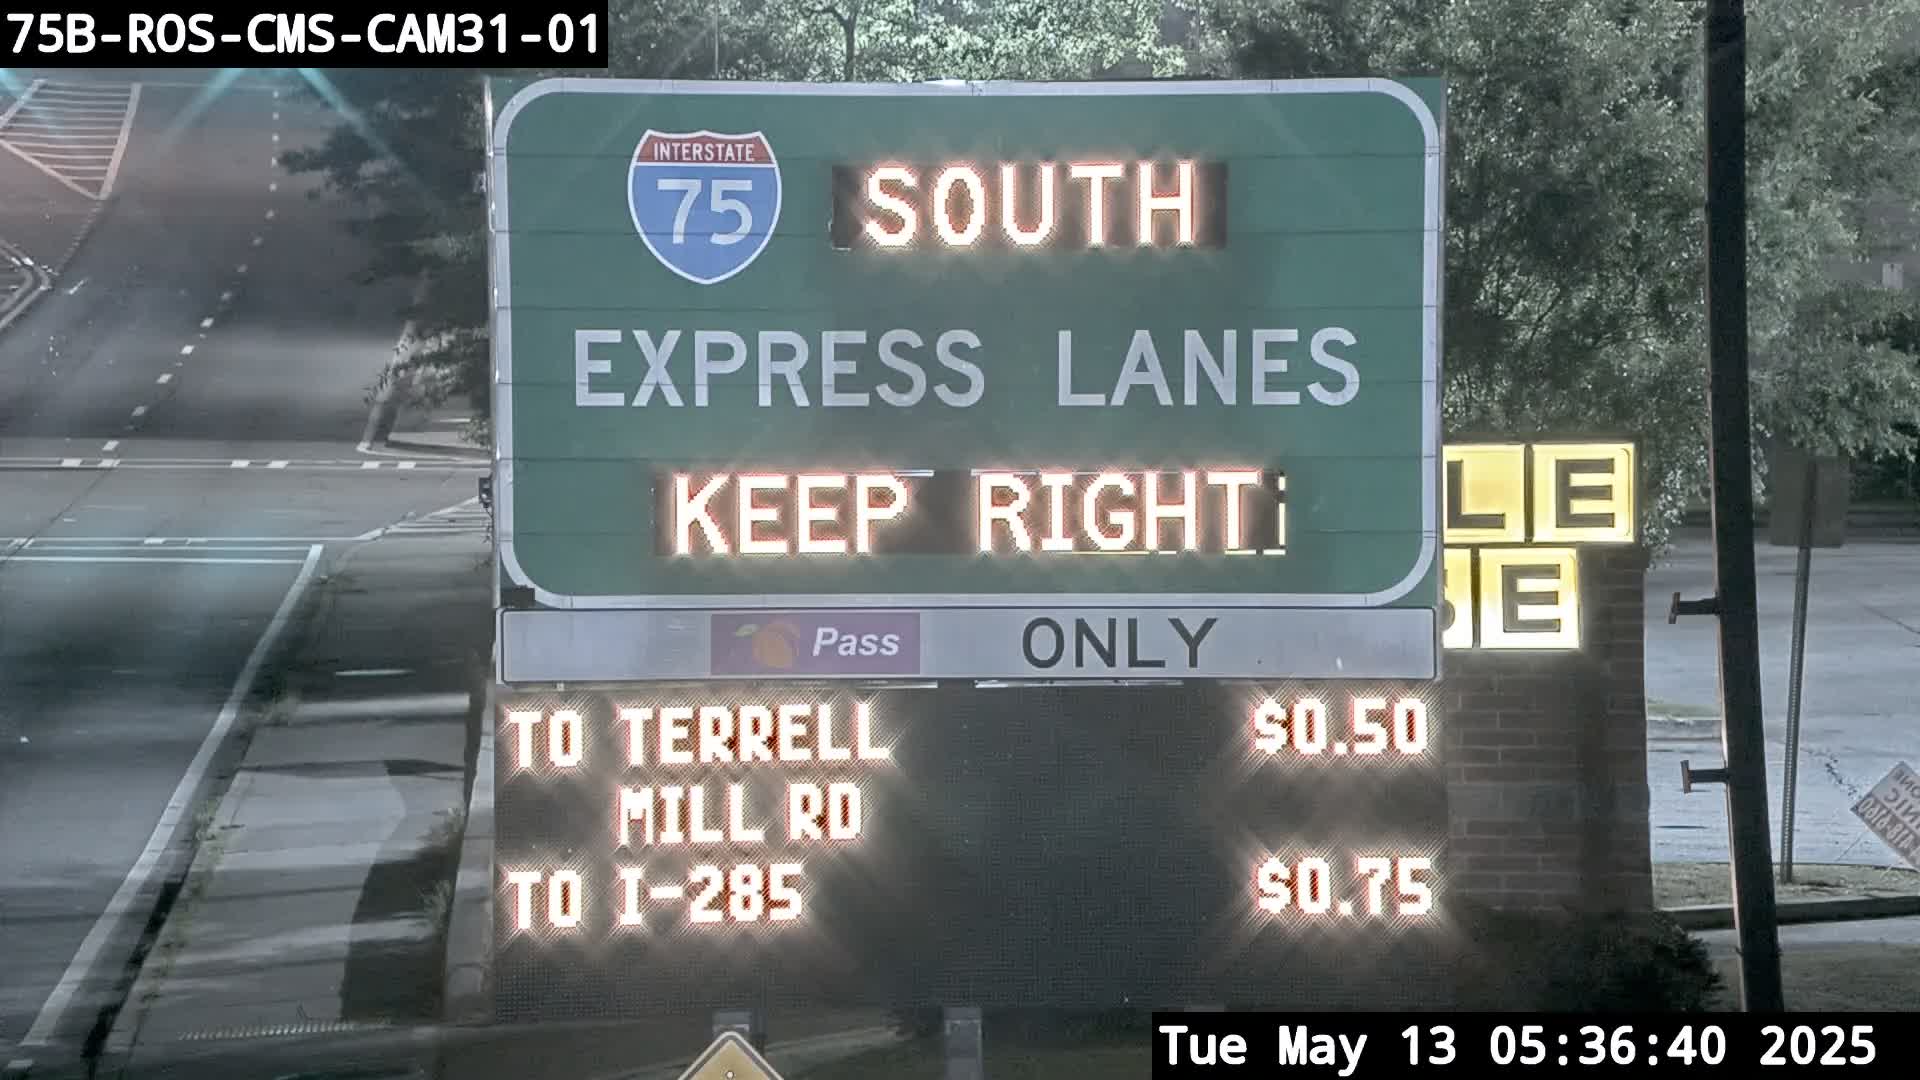 75B-ROS-CMS-CAM31-01
INTERSTATE
75
SOUTH
EXPRESS LANES
KEEP RIGHT
Pass ONLY
TO TERRELL $0.50
MILL RD
TO I-285 $0.75
LE
E
Tue May 13 05:36:40 2025